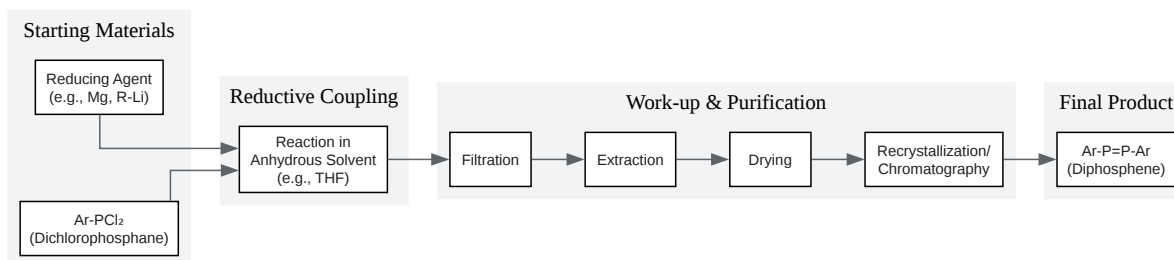 Starting Materials
Reducing Agent
(e.g., Mg, R-Li)
Ar-PCl₂
(Dichlorophosphane)
Reductive Coupling
Reaction in
Anhydrous Solvent
(e.g., THF)
Work-up & Purification
Filtration
Extraction
Drying
Recrystallization/
Chromatography
Final Product
Ar-P=P-Ar
(Diphosphene)